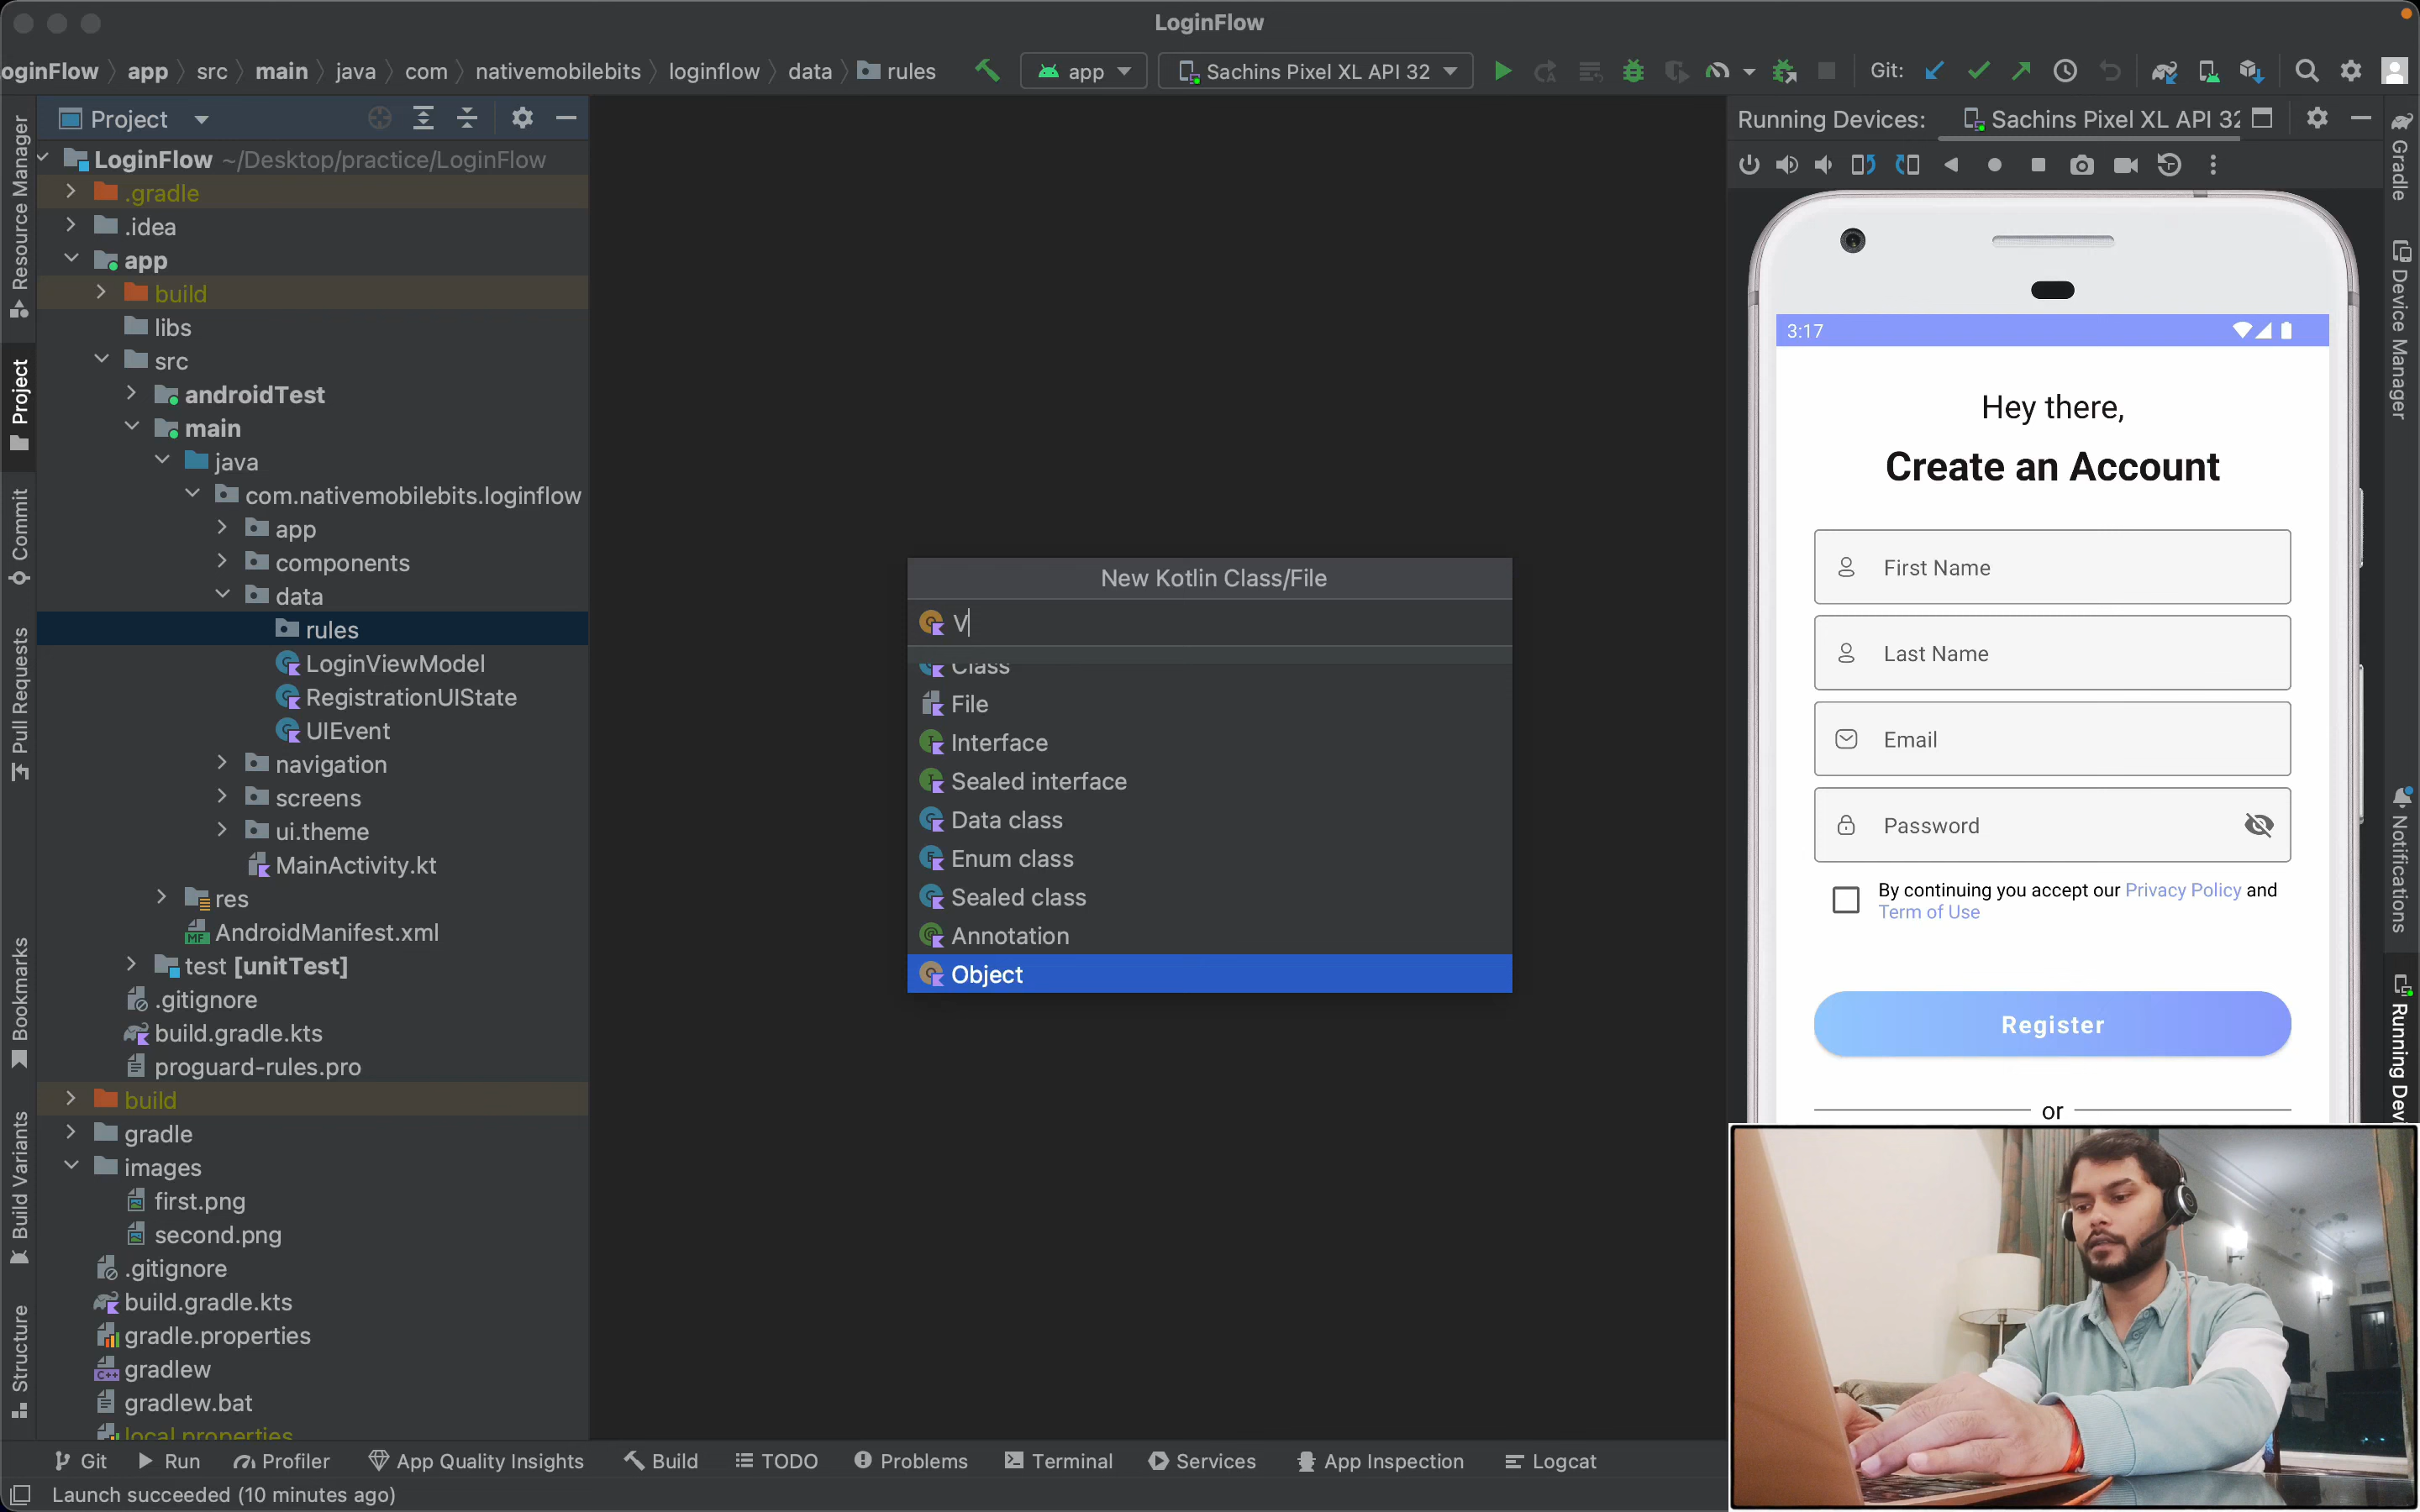 LoginFlow
oginFlow app src main java com nativemobilebits loginflow data rules
app
Sachins Pixel XL API 32
Git:
Project
LoginFlow ~/Desktop/practice/LoginFlow
.gradle
.idea
app
build
libs
src
androidTest
main
java
com.nativemobilebits.loginflow
app
components
data
rules
LoginViewModel
RegistrationUIState
UIEvent
navigation
screens
ui.theme
MainActivity.kt
res
MF AndroidManifest.xml
test [unitTest]
.gitignore
build.gradle.kts
proguard-rules.pro
build
gradle
images
first.png
second.png
.gitignore
build.gradle.kts
gradle.properties
C++ gradlew
gradlew.bat
local.properties
Resource Manager
Project
Commit
Pull Requests
Bookmarks
Build Variants
Structure
New Kotlin Class/File
V
Class
File
Interface
Sealed interface
Data class
Enum class
Sealed class
Annotation
Object
Running Devices: Sachins Pixel XL API 32
3:17
Hey there,
Create an Account
First Name
Last Name
Email
Password
By continuing you accept our Privacy Policy and
Term of Use
Register
or
Gradle
Device Manager
Notifications
Running Dev
Git Run Profiler App Quality Insights Build TODO Problems Terminal Services App Inspection Logcat
Launch succeeded (10 minutes ago)